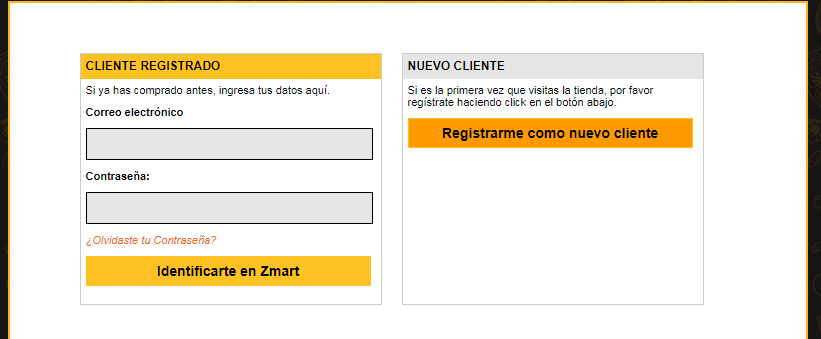 CLIENTE REGISTRADO
Si ya has comprado antes, ingresa tus datos aquí.
Correo electrónico
Contraseña:
¿Olvidaste tu Contraseña?
Identificarte en Zmart
NUEVO CLIENTE
Si es la primera vez que visitas la tienda, por favor
regístrate haciendo click en el botón abajo.
Registrarme como nuevo cliente